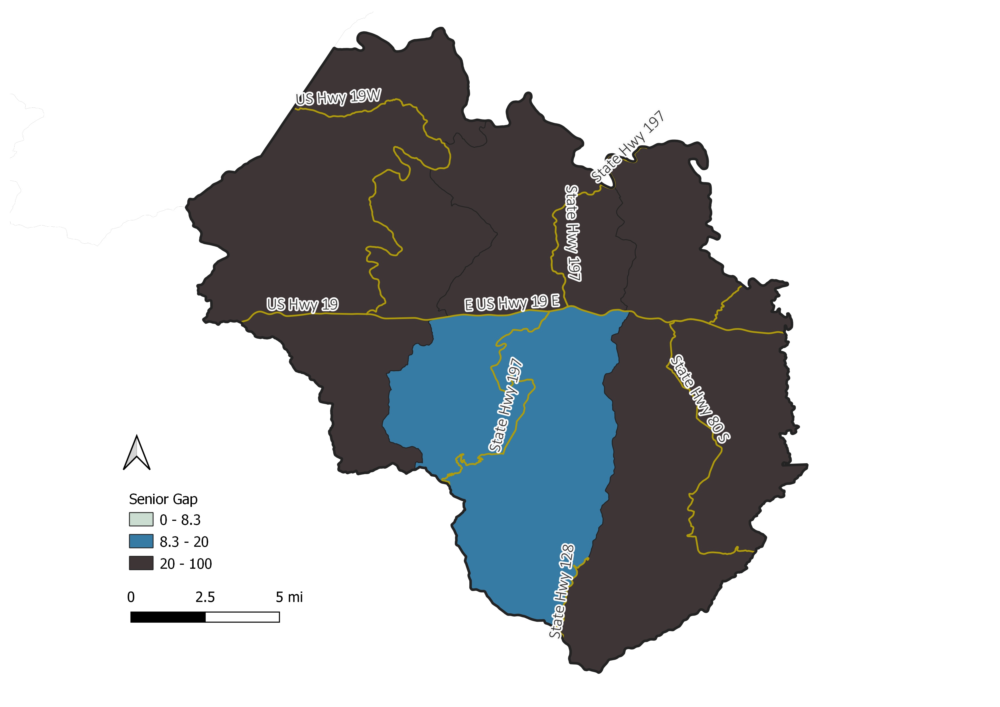 US Hwy 19W
State Hwy 197
State Hwy 197
US Hwy 19
E US Hwy 19 E
State Hwy 197
State Hwy 80 S
State Hwy 128
Senior Gap
0 - 8.3
8.3 - 20
20 - 100
0 2.5 5 mi